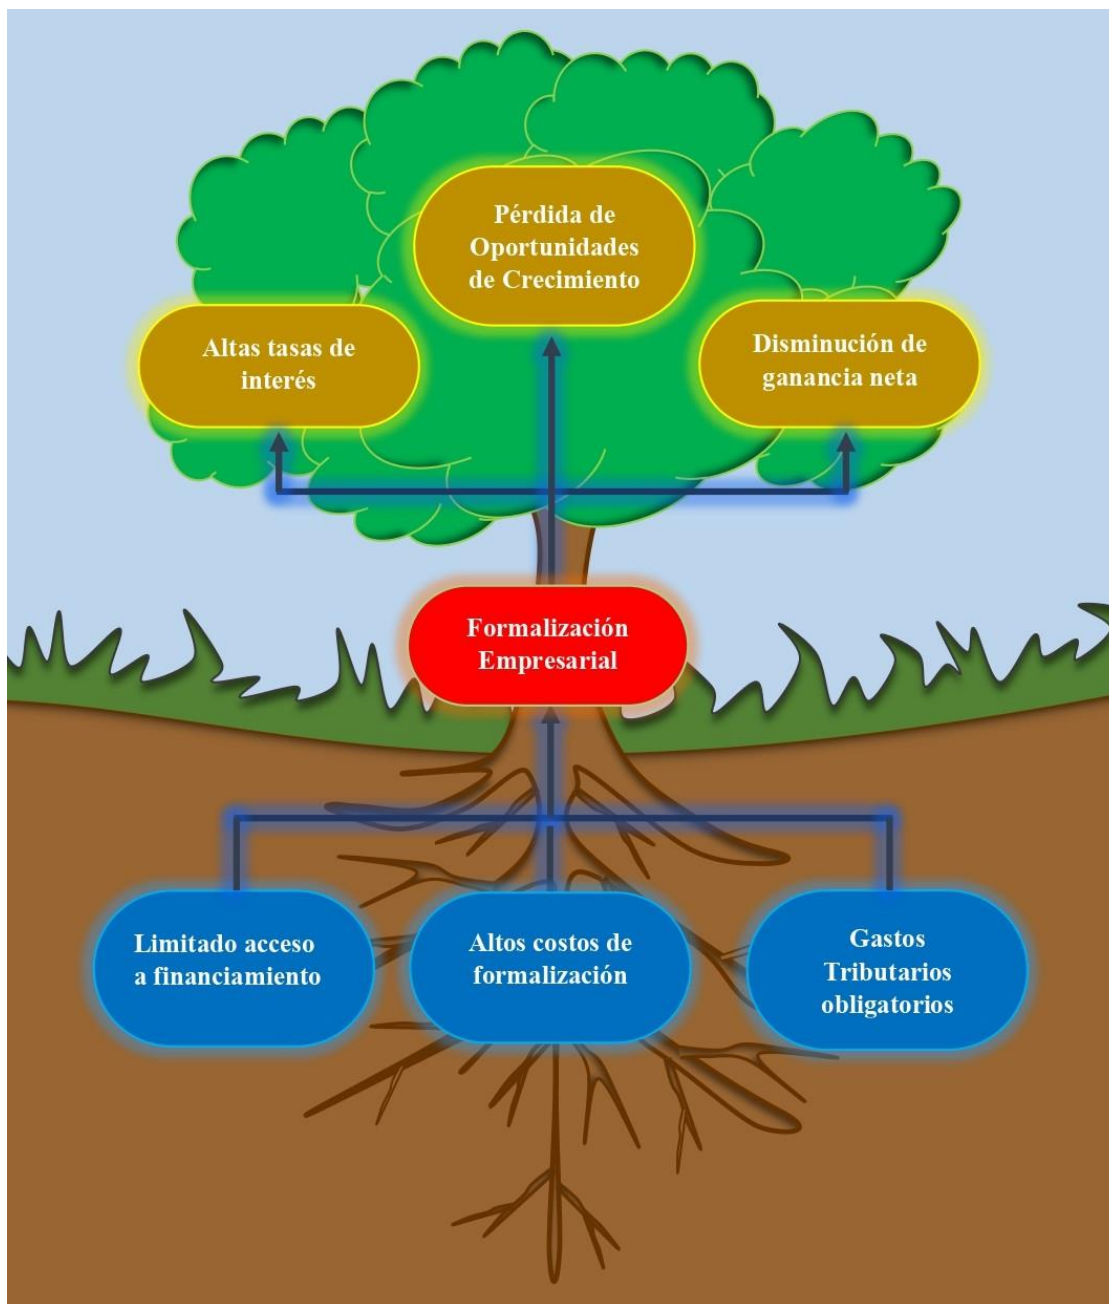 Pérdida de
Oportunidades
de Crecimiento
Altas tasas de
interés
Disminución de
ganancia neta
Formalización
Empresarial
Limitado acceso
a financiamiento
Altos costos de
formalización
Gastos
Tributarios
obligatorios